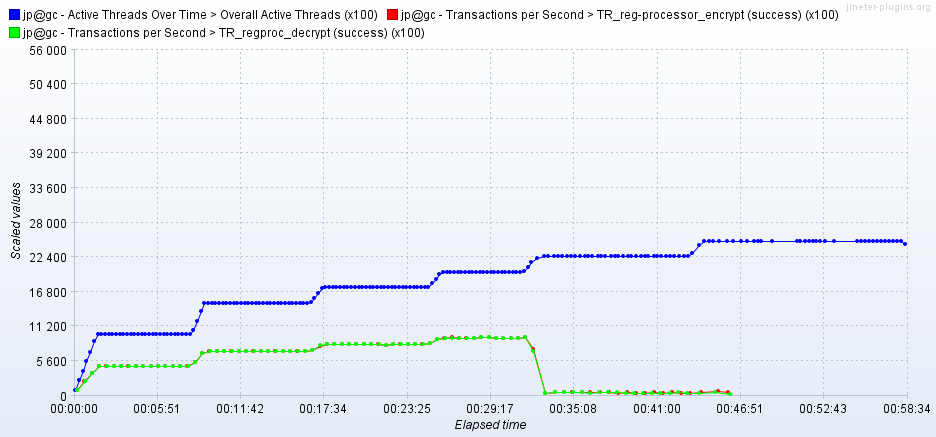 jp@gc - Active Threads Over Time > Overall Active Threads (x100) jp@gc - Transactions per Second > TR_reg-processor_encrypt (success) (x100)
jmeter-plugins.org
jp@gc - Transactions per Second > TR_regproc_decrypt (success) (x100)
56 000
50 400
44 800
39 200
33 600
28 000
22 400
16 800
11 200
5 600
0
Scaled values
00:00:00 00:05:51 00:11:42 00:17:34 00:23:25 00:29:17 00:35:08 00:41:00 00:46:51 00:52:43 00:58:34
Elapsed time